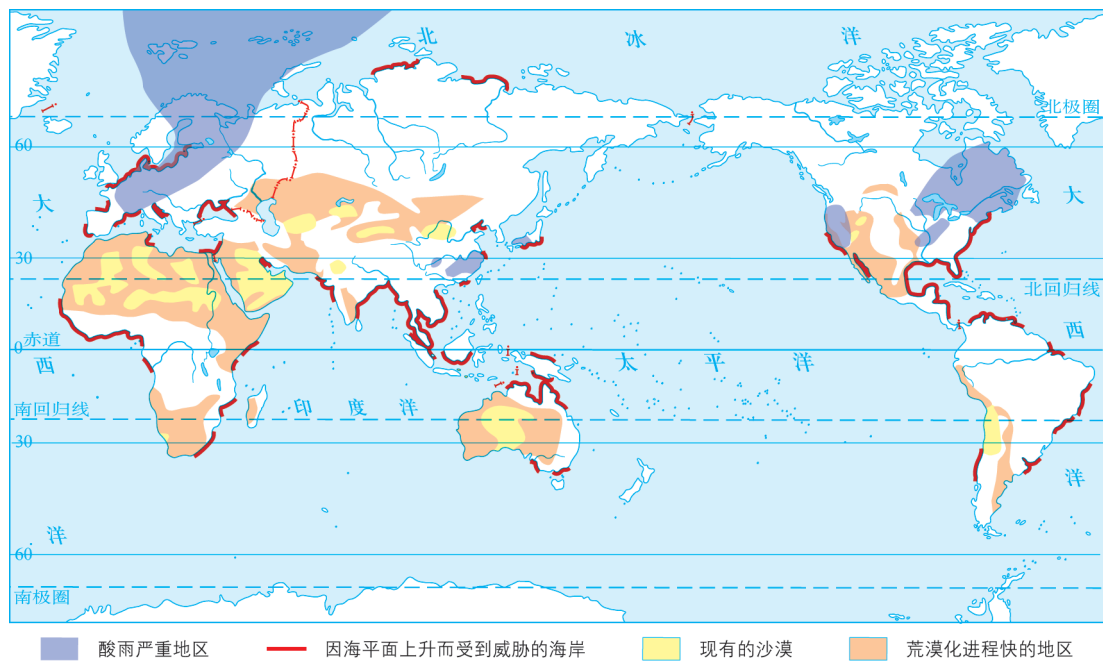 北冰洋
北极圈
60
大
大
30
北回归线
赤道
0
西
太平洋
西
南回归线
印度洋
30
洋
洋
60
南极圈
酸雨严重地区
因海平面上升而受到威胁的海岸
现有的沙漠
荒漠化进程快的地区